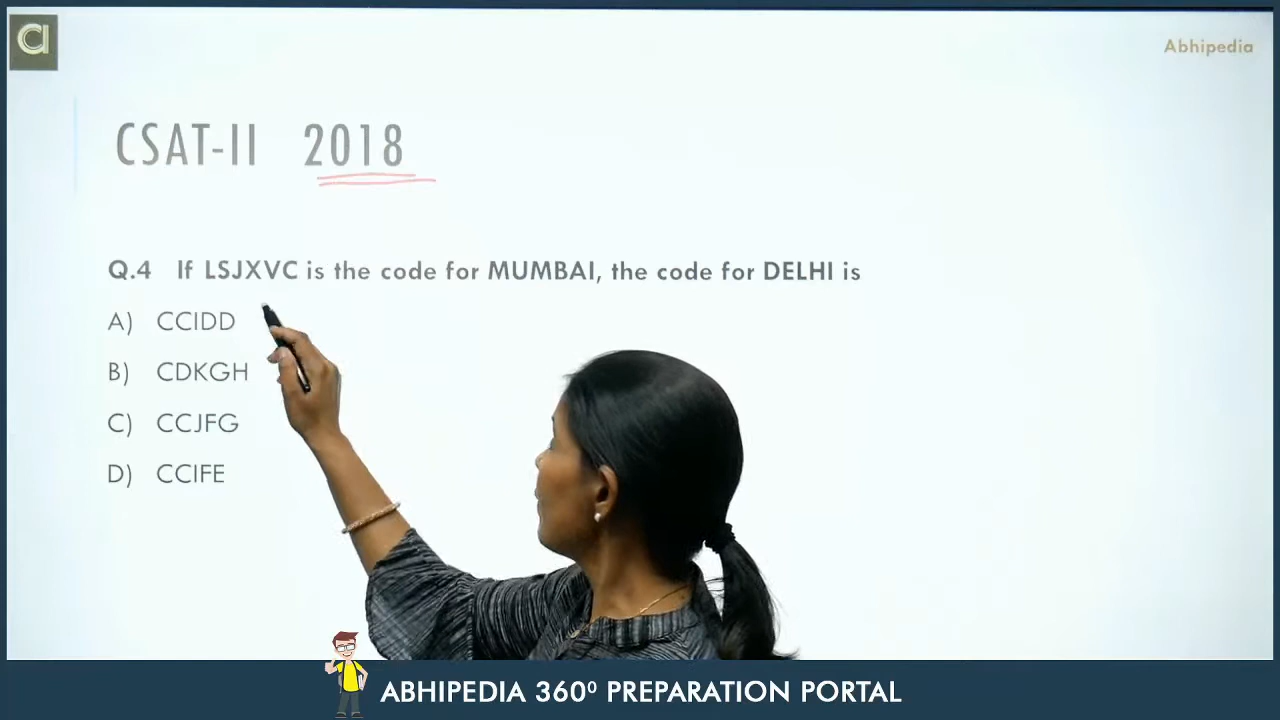 a
Abhipedia
CSAT-II 2018
Q.4 If LSJXVC is the code for MUMBAI, the code for DELHI is
A) CCIDD
B) CDKGH
C) CCJFG
D) CCIFE
ABHIPEDIA 360⁰ PREPARATION PORTAL